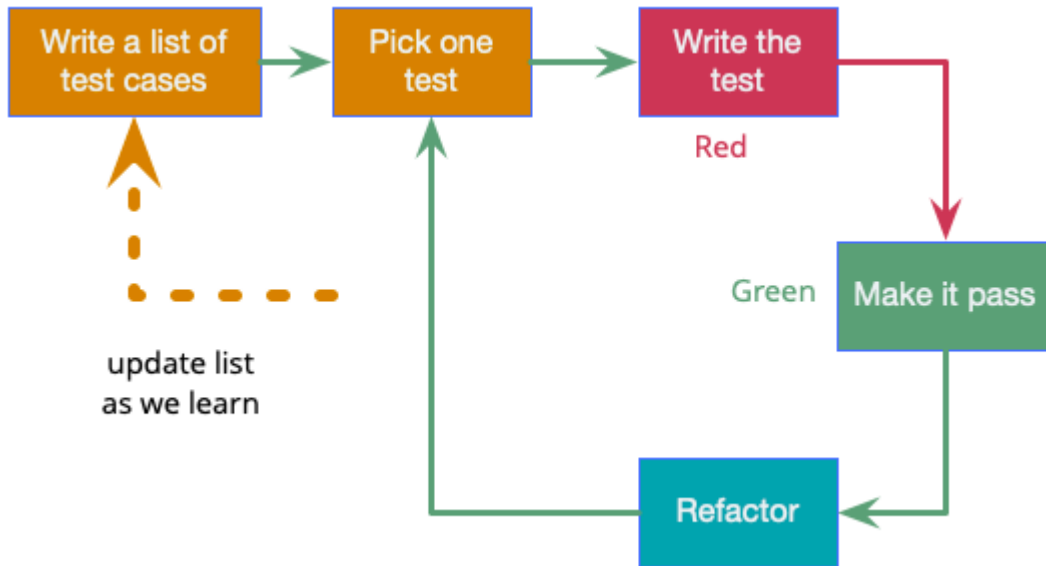 Write a list of
test cases
Pick one
test
Write the
test
Red
Green
Make it pass
update list
as we learn
Refactor